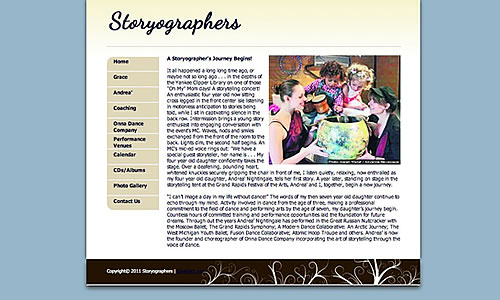 Storyographers
Home
Grace
Andrea'
Coaching
Onna Dance
Company
Performance
Venues
Calendar
CDs/Albums
Photo Gallery
Contact Us
A Storyographer's Journey Begins!
It all happened a long long time ago, or
maybe not so long ago . . . in the depths of
the Yankee Clipper Library on one of those
"Oh My" Mom days! A storytelling concert!
An enthusiastic four year old now sitting
cross legged in the front center sat listening
in motionless anticipation to stories being
told, while I sit in captivating silence in the
back row. Intermission brings a young story
enthusiast into engaging conversation with
the event's MC. Waves, nods and smiles
exchanged from the front of the room to the
back. Lights dim, the second half begins. An
MC's mic-ed voice rings out: "We have a
special guest storyteller, her name is . . . My
four year old daughter confidently takes the
stage. Over a deafening, pounding heart,
whitened knuckles securely gripping the chair in front of me, I listen quietly, relaxing, now enthralled as
my four year old daughter, Andrea' Nightingale, tells her first story. A year later, standing on stage in the
storytelling tent at the Grand Rapids Festival of the Arts, Andrea' and I, together, begin a new journey.
"I can't image a day in my life without dance" The words of my then seven year old daughter continue to
echo through my mind. Activity involved in dance from the age of three, making a professional
commitment to the field of dance and performing arts by the age of seven, my daughter's journey begin.
Countless hours of committed training and performance opportunities laid the foundation for future
dreams. Through out the years Andrea' Nightingale has performed in the Great Russian Nutcracker with
the Moscow Ballet, The Grand Rapids Symphony; A Modern Dance Collaborative: An Arctic Journey; The
West Michigan Youth Ballet, Fusion Dance Collaborative; Atomic Hood Troupe and others. Andrea' is now
the founder and choreographer of Onna Dance Company incorporating the art of storytelling through the
voice of dance.
Copyright© 2011 Storyographers |